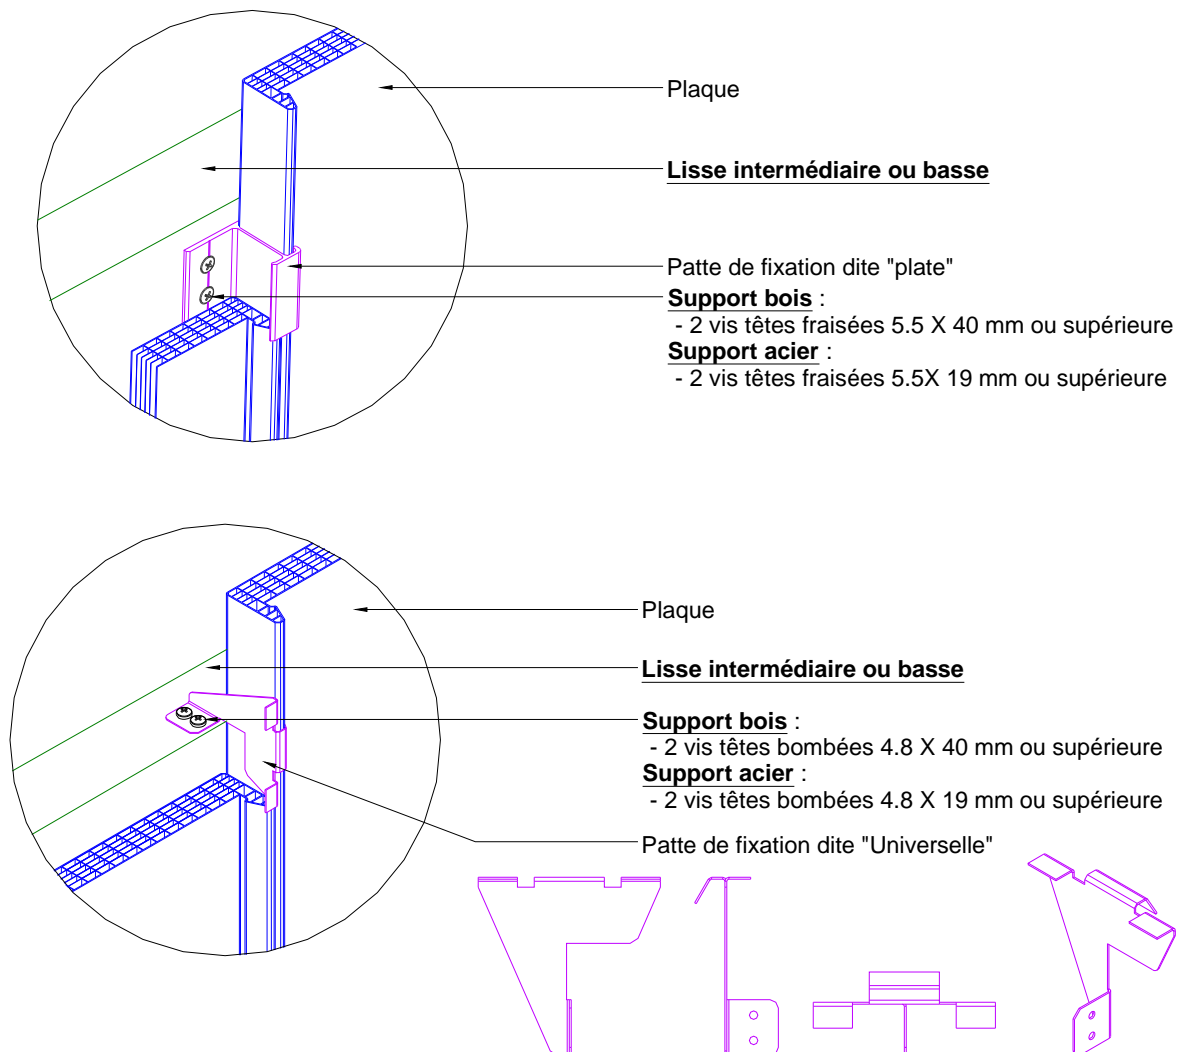 Plaque
Lisse intermédiaire ou basse
Patte de fixation dite "plate"
Support bois :
- 2 vis têtes fraisées 5.5 X 40 mm ou supérieure
Support acier :
- 2 vis têtes fraisées 5.5X 19 mm ou supérieure
Plaque
Lisse intermédiaire ou basse
Support bois :
- 2 vis têtes bombées 4.8 X 40 mm ou supérieure
Support acier :
- 2 vis têtes bombées 4.8 X 19 mm ou supérieure
Patte de fixation dite "Universelle"